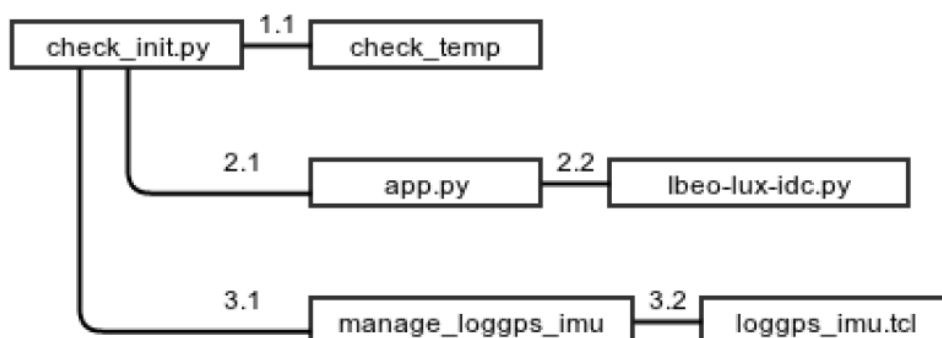 1.1
check_init.py check_temp
2.1 2.2
app.py Ibeo-lux-idc.py
3.1 3.2
manage_loggps_imu loggps_imu.tcl